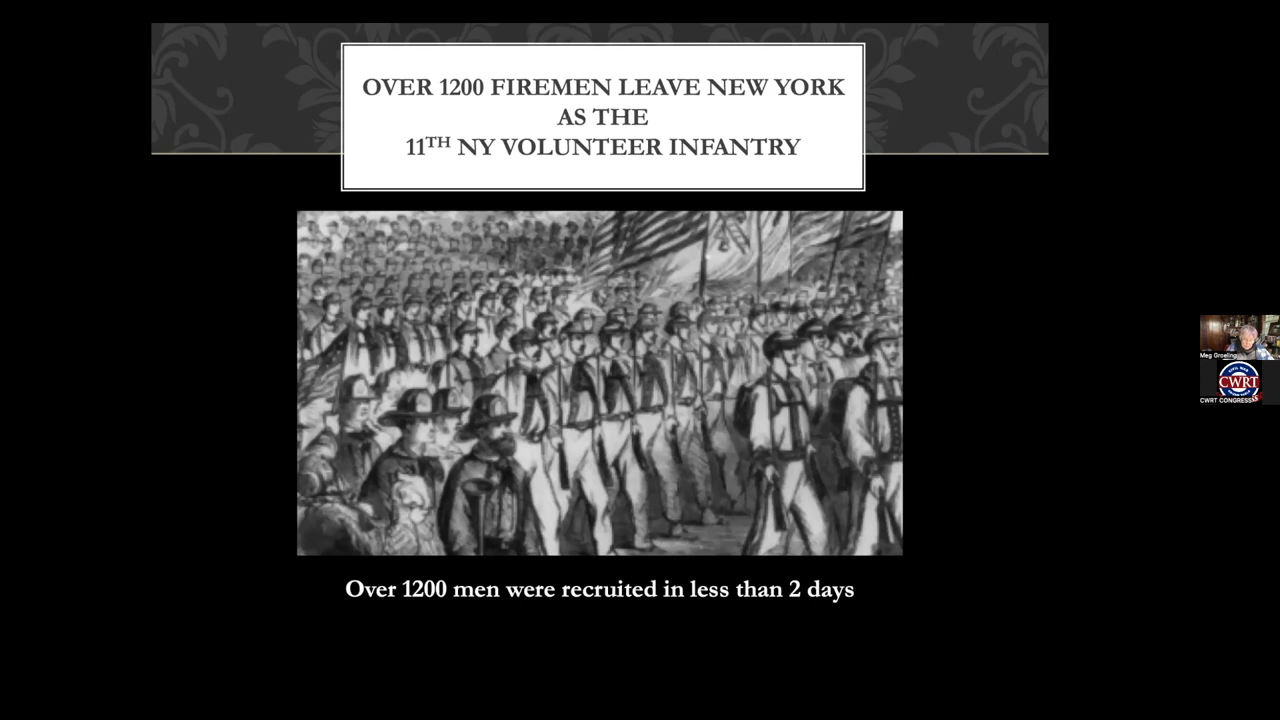 OVER 1200 FIREMEN LEAVE NEW YORK
AS THE
11TH NY VOLUNTEER INFANTRY
Over 1200 men were recruited in less than 2 days
Meg Groeling
CWRT
CWRT CONGRESS